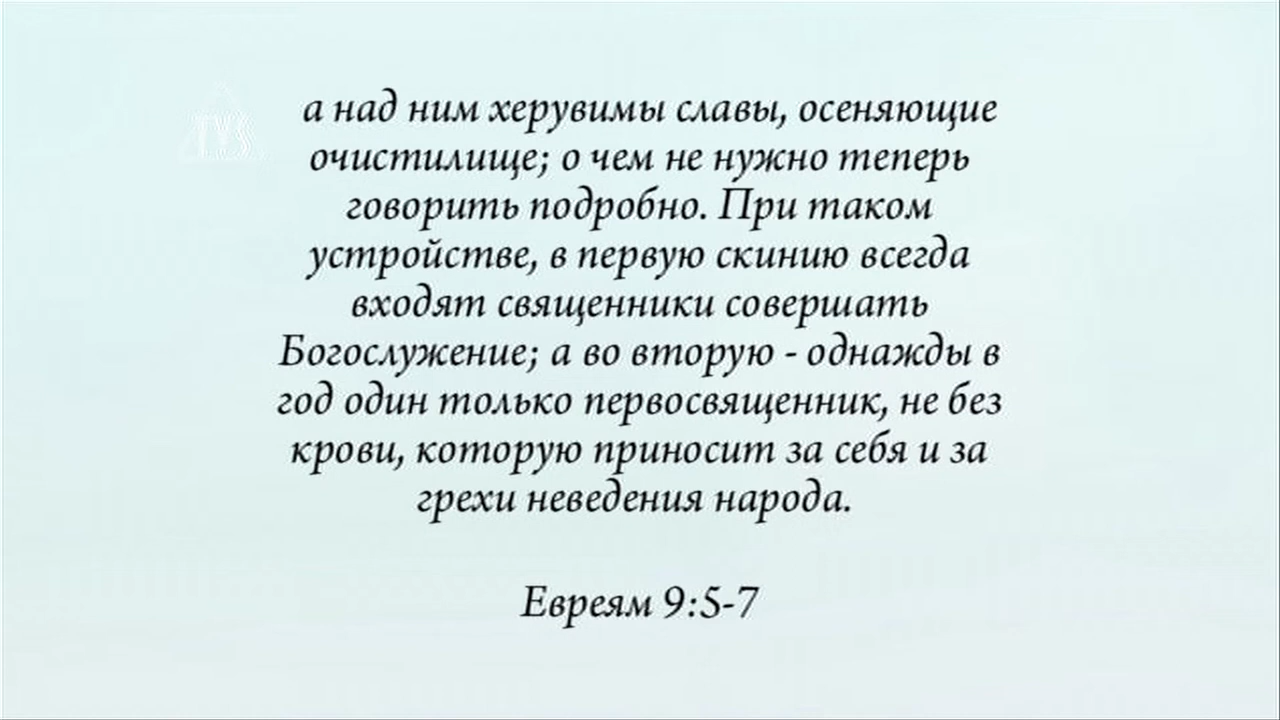 TVS
а над ним херувимы славы, осеняющие
очистилище; о чем не нужно теперь
говорить подробно. При таком
устройстве, в первую скинию всегда
входят священники совершать
Богослужение; а во вторую - однажды в
год один только первосвященник, не без
крови, которую приносит за себя и за
грехи неведения народа.
Евреям 9:5-7